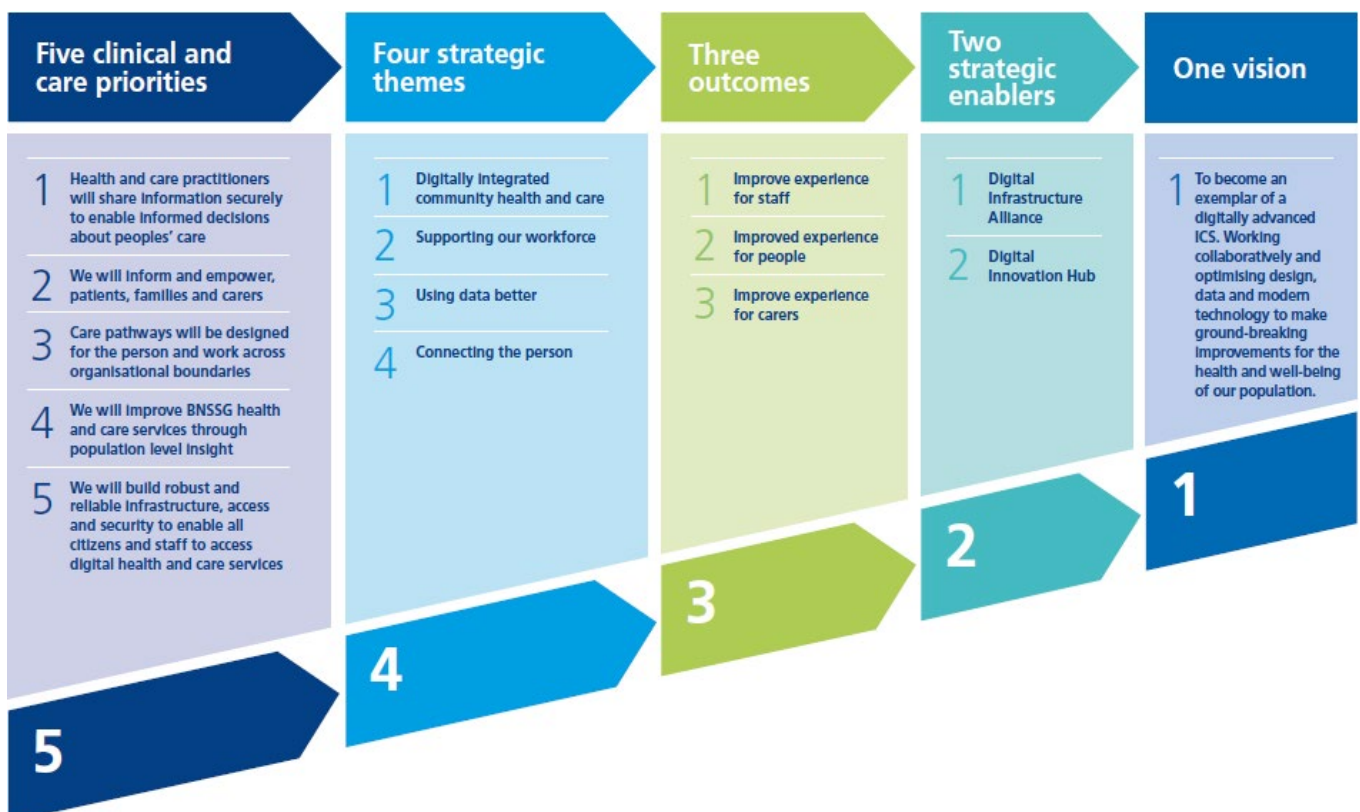 Five clinical and
care priorities
1
Health and care practitioners
will share information securely
to enable informed decisions
about peoples' care
2
We will inform and empower,
patients, families and carers
3
Care pathways will be designed
for the person and work across
organisational boundaries
4
We will improve BNSSG health
and care services through
population level insight
5
We will build robust and
reliable infrastructure, access
and security to enable all
citizens and staff to access
digital health and care services
5
Four strategic
themes
1
Digitally integrated
community health and care
2
Supporting our workforce
3
Using data better
4
Connecting the person
4
Three
outcomes
1
Improve experience
for staff
2
Improved experience
for people
3
Improve experience
for carers
3
Two
strategic
enablers
1
Digital
Infrastructure
Alliance
2
Digital
Innovation Hub
2
One vision
1
To become an
exemplar of a
digitally advanced
ICS. Working
collaboratively and
optimising design,
data and modern
technology to make
ground-breaking
improvements for the
health and well-being
of our population.
1